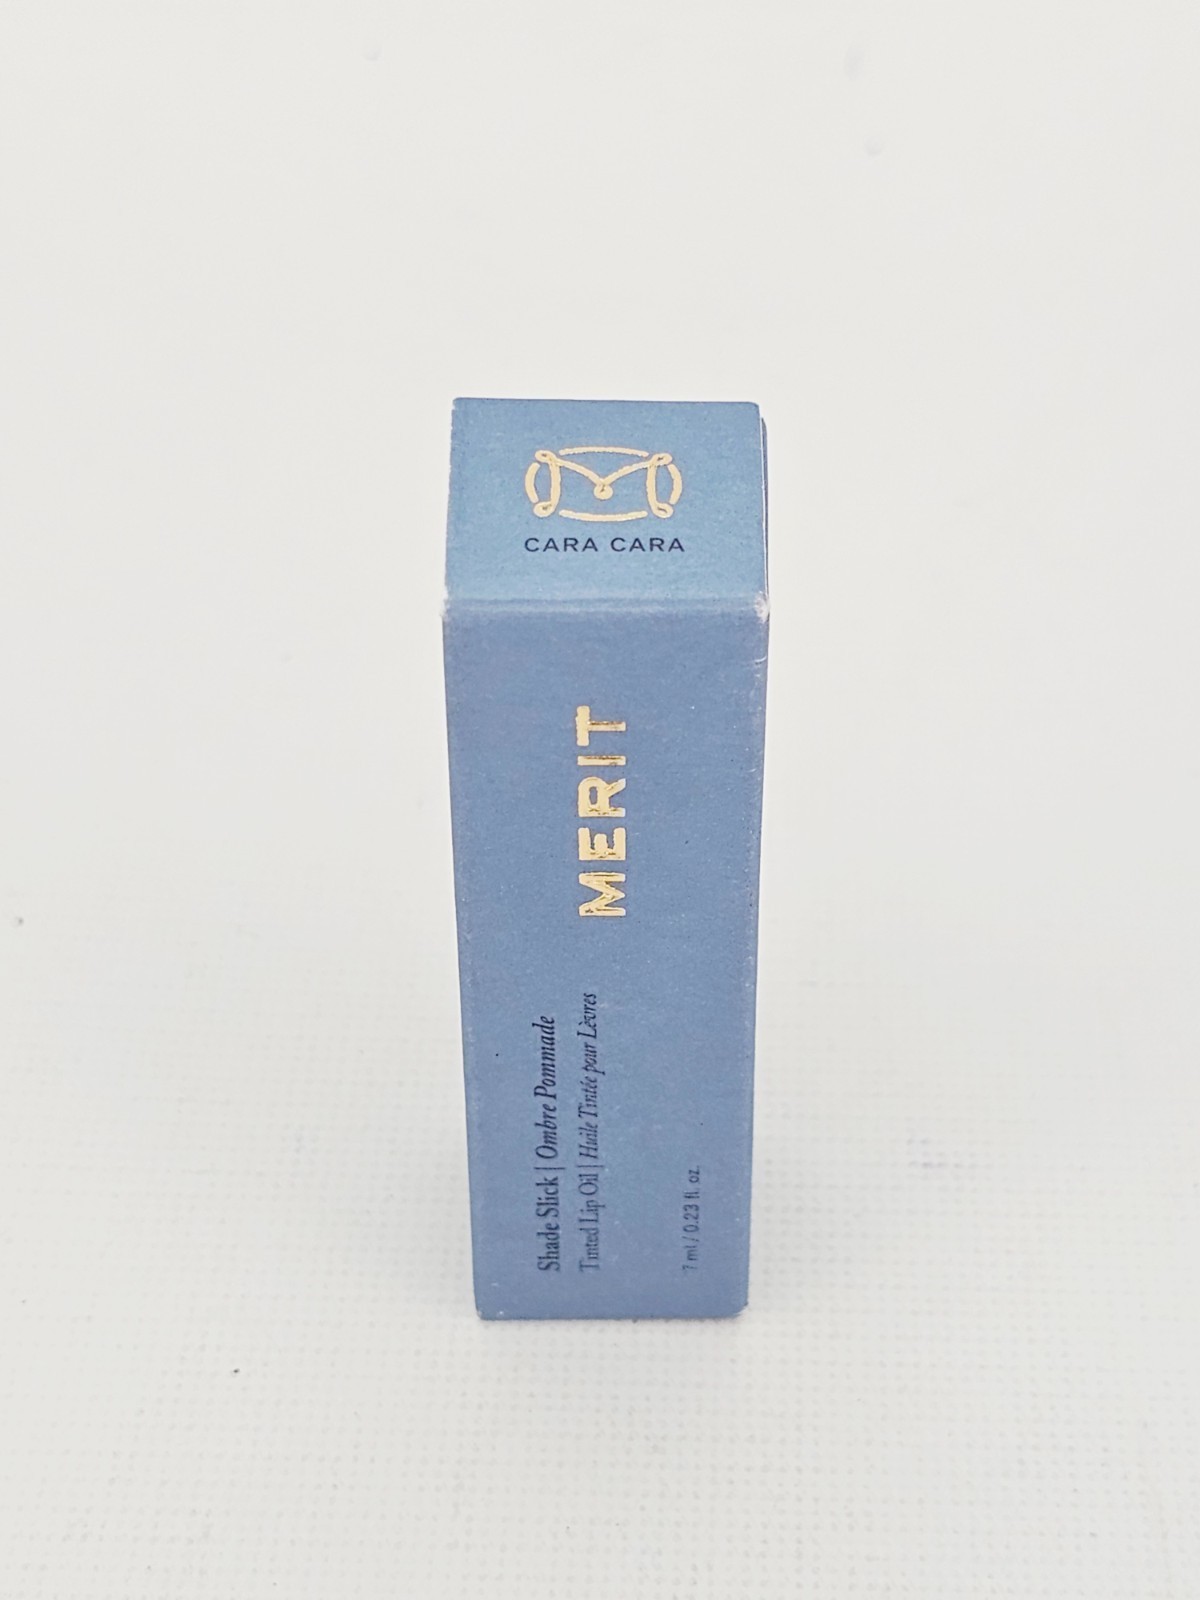 CARA CARA
MERIT
Shade Slick | Ombre Pommade
Tinted Lip Oil | Huile Tintée pour Lèvres
7 ml / 0.23 fl. oz.